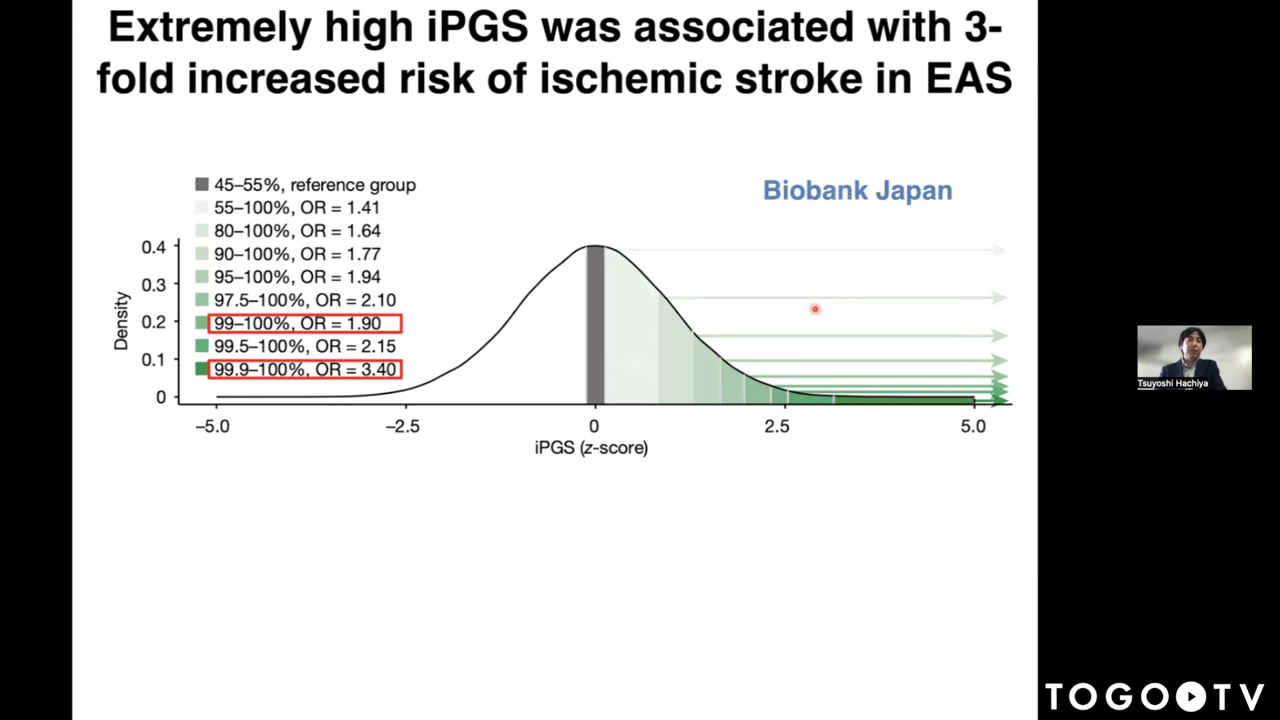 Extremely high iPGS was associated with 3-
fold increased risk of ischemic stroke in EAS
Biobank Japan
45–55%, reference group
55–100%, OR = 1.41
80–100%, OR = 1.64
90–100%, OR = 1.77
95–100%, OR = 1.94
97.5–100%, OR = 2.10
99–100%, OR = 1.90
99.5–100%, OR = 2.15
99.9–100%, OR = 3.40
Density
0.4
0.3
0.2
0.1
0
–5.0 –2.5 0 2.5 5.0
iPGS (z-score)
Tsuyoshi Hachiya
TOGO TV